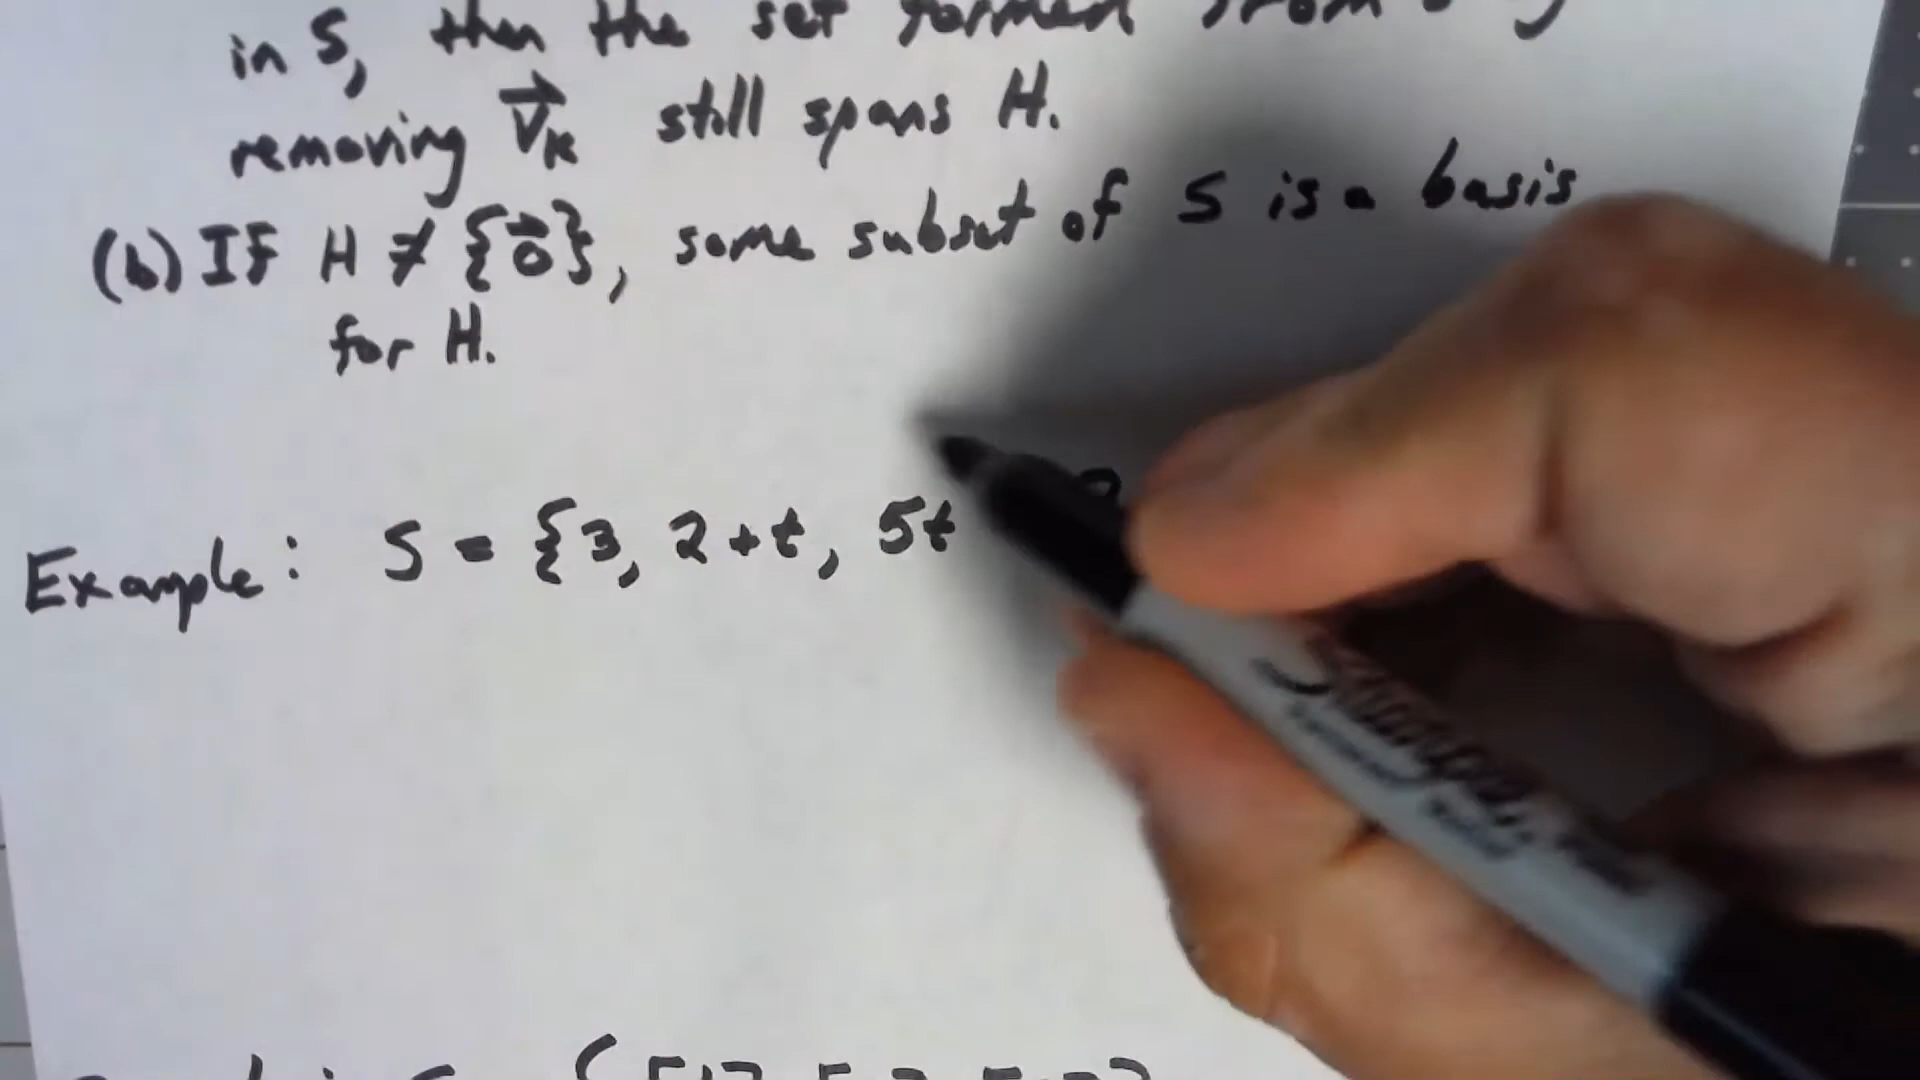 in S, then the set formed from
removing v⃗k still spans H.
(b) IF H ≠ {0⃗}, some subset of S is a basis
for H.
Example: S = {3, 2+t, 5t
Sharpie